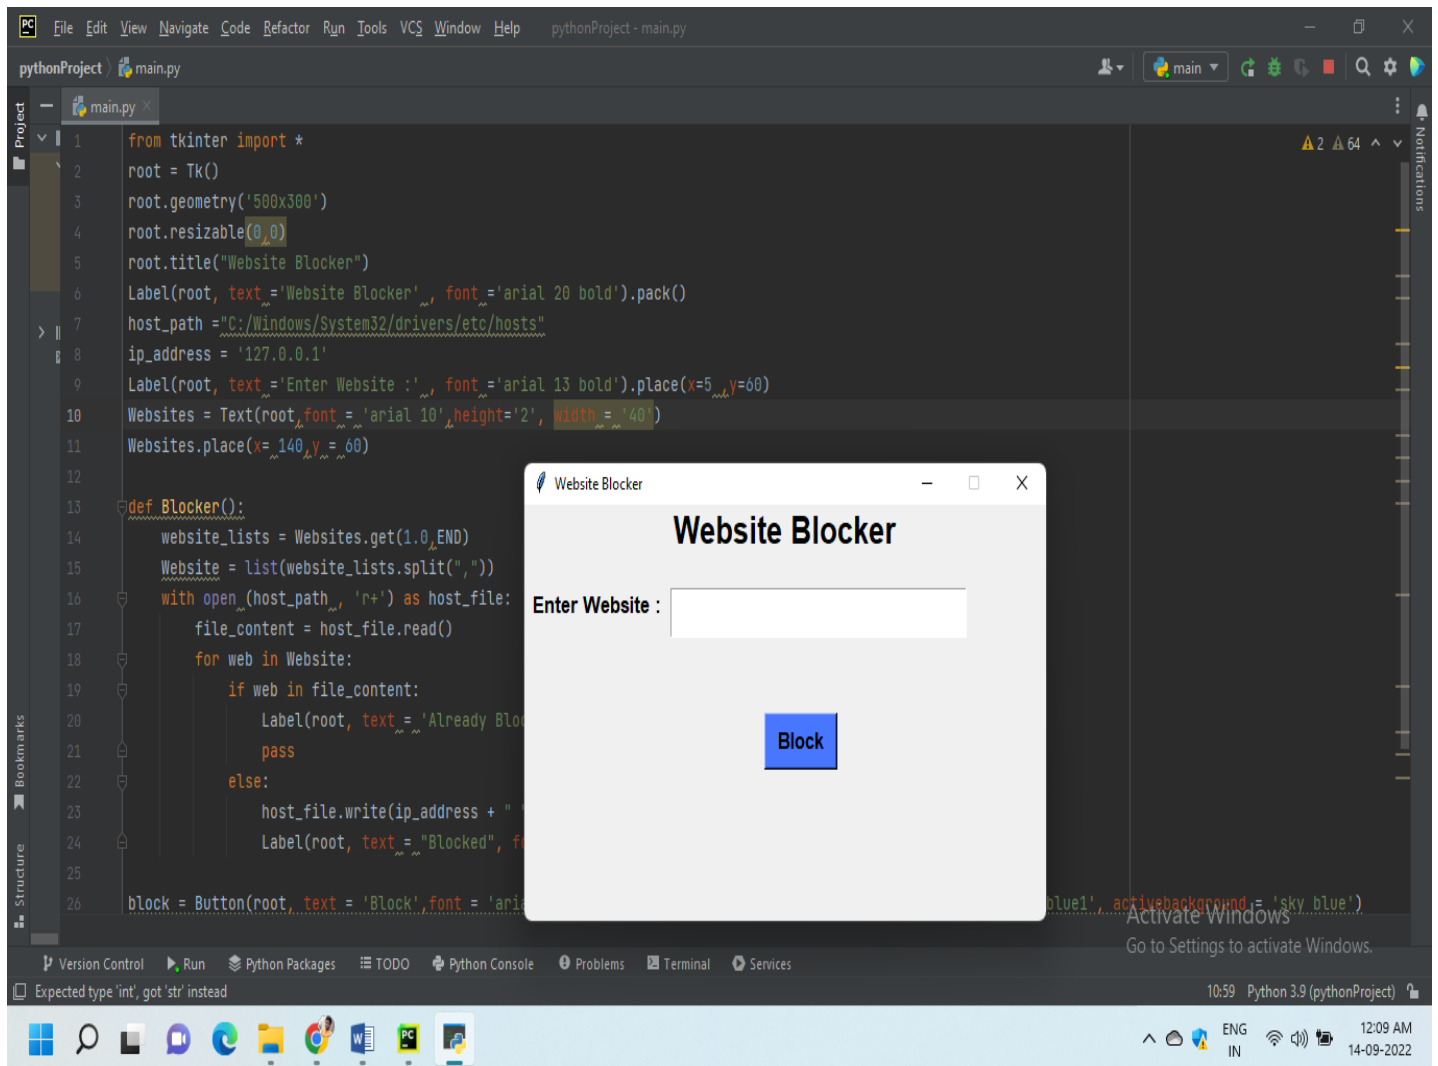 PC File Edit View Navigate Code Refactor Run Tools VCS Window Help pythonProject - main.py
pythonProject main.py main
Project main.py
1 from tkinter import * 2 64
2 root = Tk()
3 root.geometry('500x300')
4 root.resizable(0,0)
5 root.title("Website Blocker")
6 Label(root, text ='Website Blocker' , font ='arial 20 bold').pack()
7 host_path ="C:/Windows/System32/drivers/etc/hosts"
8 ip_address = '127.0.0.1'
9 Label(root, text ='Enter Website :' , font ='arial 13 bold').place(x=5 ,y=60)
10 Websites = Text(root,font = 'arial 10',height='2', width = '40')
11 Websites.place(x= 140,y = 60)
12
13 def Blocker():
14 website_lists = Websites.get(1.0,END)
15 Website = list(website_lists.split(","))
16 with open (host_path , 'r+') as host_file:
17 file_content = host_file.read()
18 for web in Website:
19 if web in file_content:
20 Label(root, text = 'Already Bloc
21 pass
22 else:
23 host_file.write(ip_address + " "
24 Label(root, text = "Blocked", fo
25
26 block = Button(root, text = 'Block',font = 'aria blue1', activebackground = 'sky blue')
Website Blocker
Website Blocker
Enter Website :
Block
Notifications
Bookmarks
Structure
Activate Windows
Go to Settings to activate Windows.
Version Control Run Python Packages TODO Python Console Problems Terminal Services
Expected type 'int', got 'str' instead 10:59 Python 3.9 (pythonProject)
ENG
IN
12:09 AM
14-09-2022